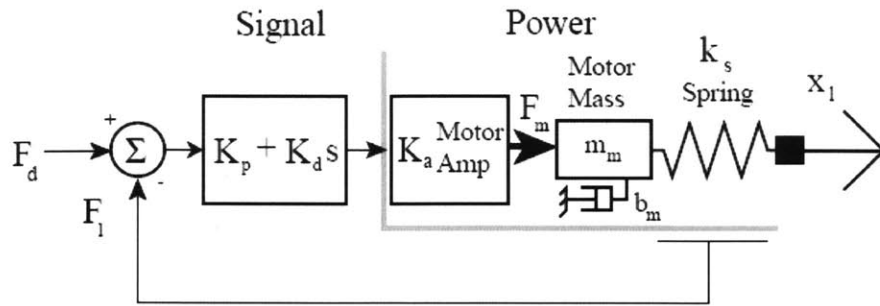 Signal
Power
k_s
Spring
x_l
Motor
Mass
F_m
m_m
b_m
K_a Motor
Amp
K_p + K_d s
+
Σ
-
F_d
F_l